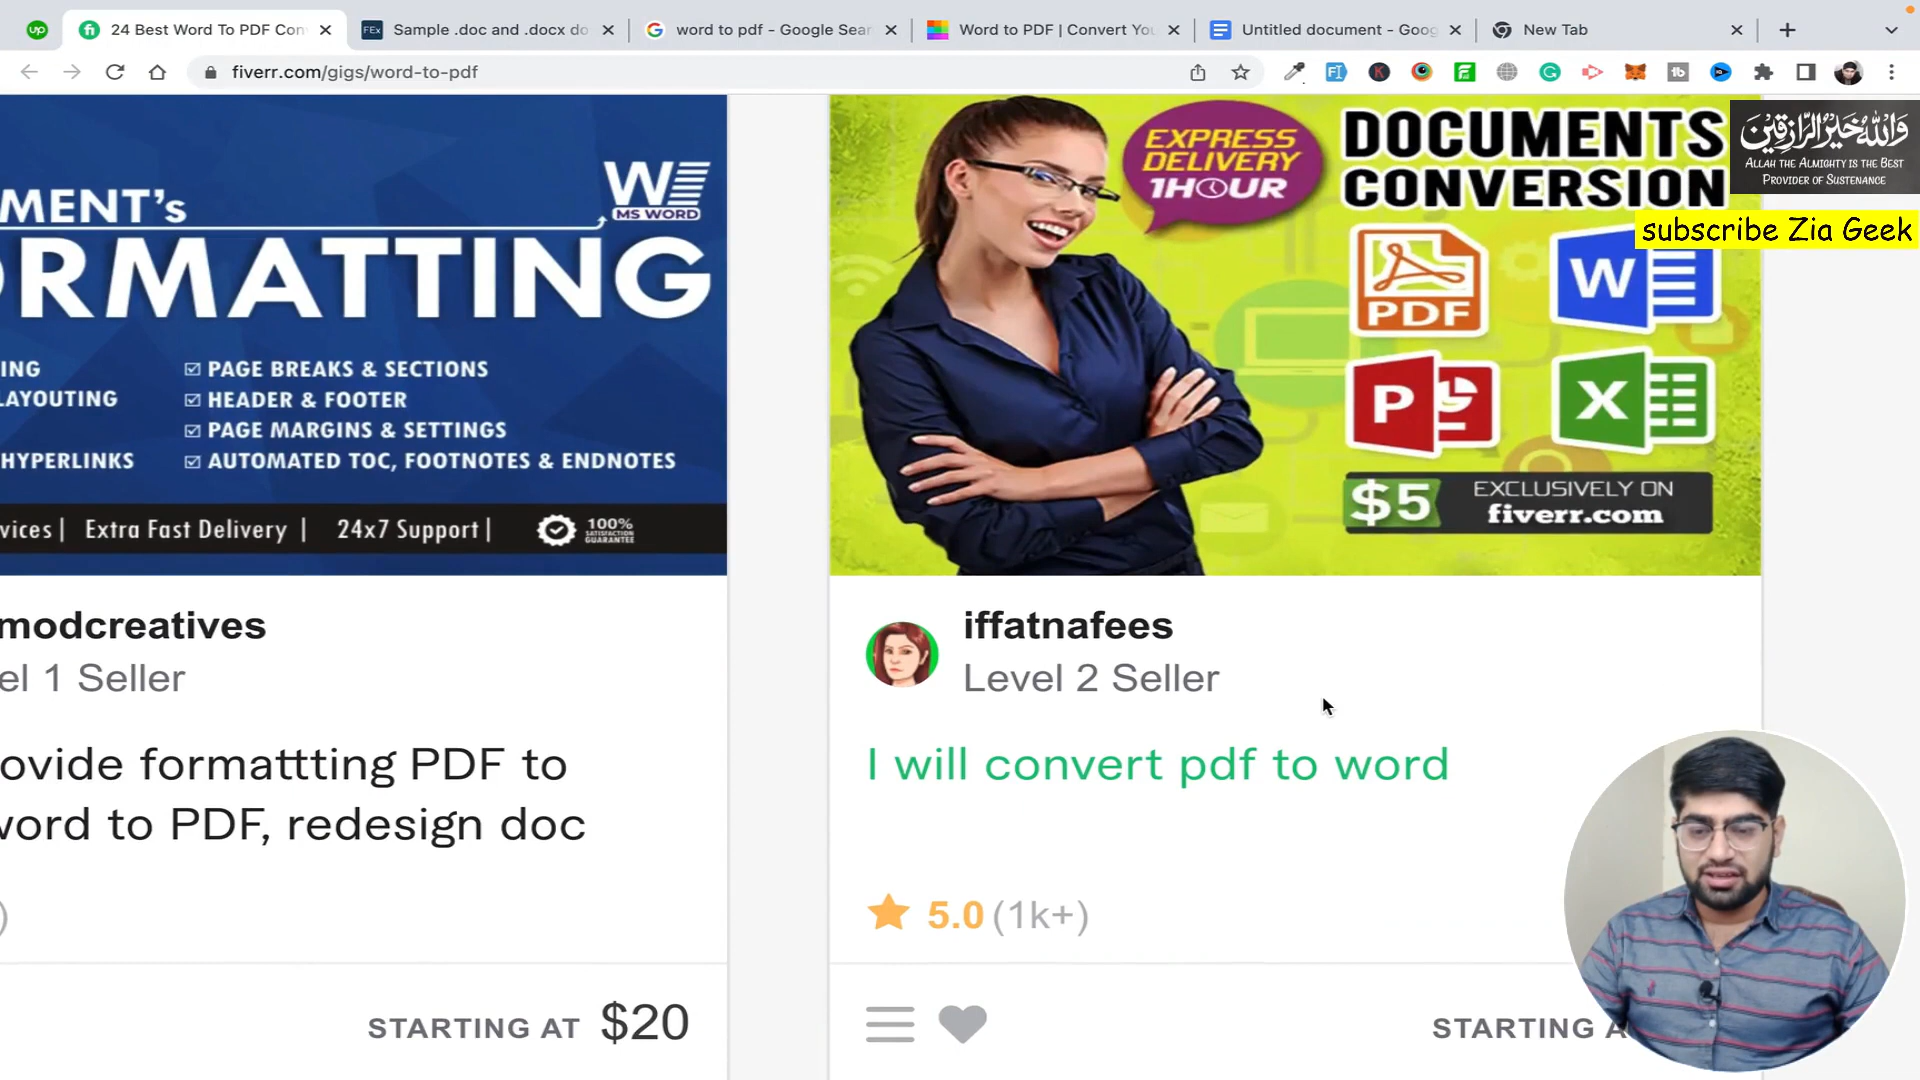 24 Best Word To PDF Con
Sample .doc and .docx do
word to pdf - Google Sear
Word to PDF | Convert You
Untitled document - Goog
New Tab
fiverr.com/gigs/word-to-pdf
MENT's
W
MS WORD
ORMATTING
ING
PAGE BREAKS & SECTIONS
LAYOUTING
HEADER & FOOTER
PAGE MARGINS & SETTINGS
HYPERLINKS
AUTOMATED TOC, FOOTNOTES & ENDNOTES
vices | Extra Fast Delivery | 24x7 Support |
100%
SATISFACTION
GUARANTEE
EXPRESS
DELIVERY
1HOUR
DOCUMENTS
CONVERSION
PDF
W
P
X
$5 EXCLUSIVELY ON
fiverr.com
وَاللهُ خَيْرُ الرَّازِقِينَ
ALLAH THE ALMIGHTY IS THE BEST
PROVIDER OF SUSTENANCE
subscribe Zia Geek
modcreatives
el 1 Seller
ovide formattting PDF to
word to PDF, redesign doc
)
STARTING AT $20
iffatnafees
Level 2 Seller
I will convert pdf to word
5.0 (1k+)
STARTING A